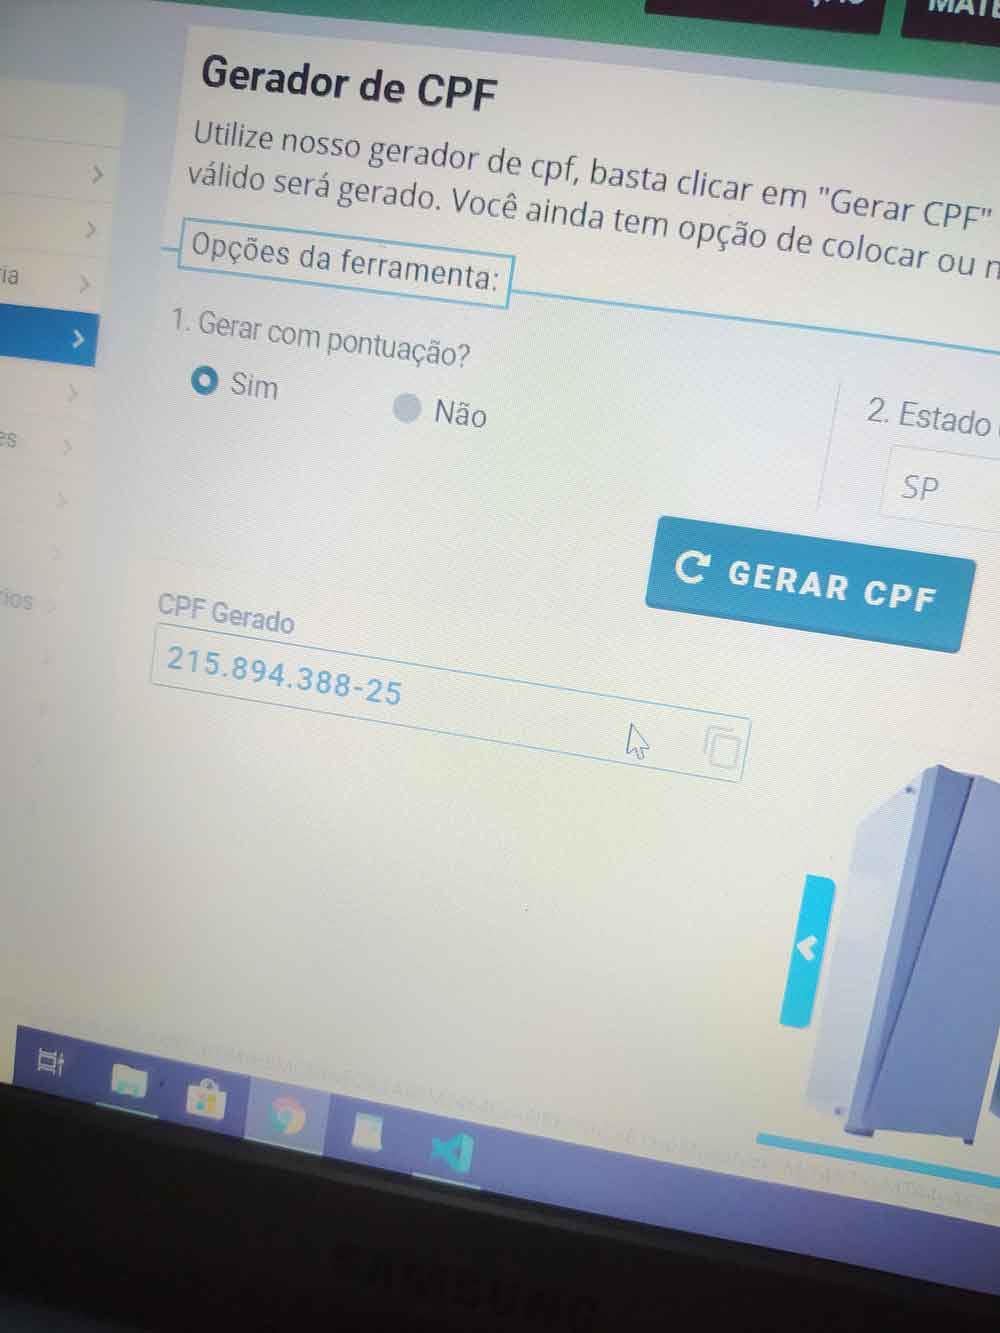 MATE
Gerador de CPF
Utilize nosso gerador de cpf, basta clicar em "Gerar CPF"
válido será gerado. Você ainda tem opção de colocar ou n
Opções da ferramenta:
1. Gerar com pontuação?
Sim
Não
2. Estado
SP
GERAR CPF
CPF Gerado
215.894.388-25
ia
es
rios
SAMSUNG